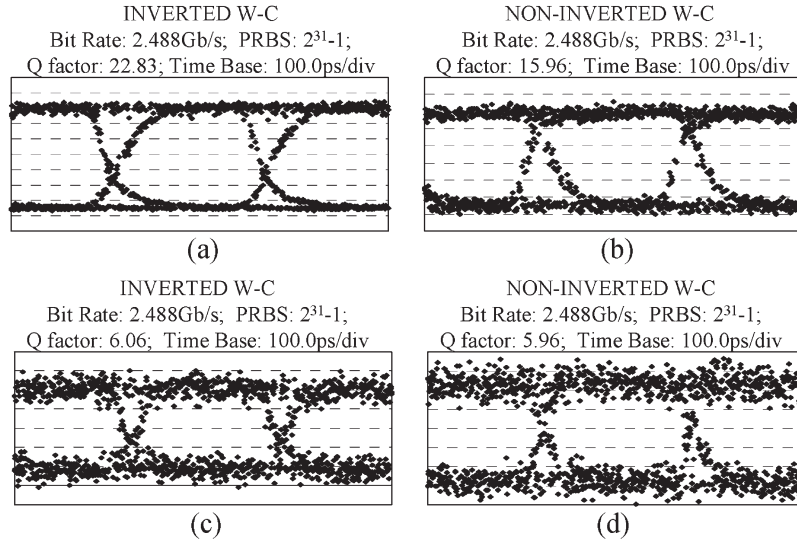 INVERTED W-C
Bit Rate: 2.488Gb/s; PRBS: 2³¹-1;
Q factor: 22.83; Time Base: 100.0ps/div
(a)
NON-INVERTED W-C
Bit Rate: 2.488Gb/s; PRBS: 2³¹-1;
Q factor: 15.96; Time Base: 100.0ps/div
(b)
INVERTED W-C
Bit Rate: 2.488Gb/s; PRBS: 2³¹-1;
Q factor: 6.06; Time Base: 100.0ps/div
(c)
NON-INVERTED W-C
Bit Rate: 2.488Gb/s; PRBS: 2³¹-1;
Q factor: 5.96; Time Base: 100.0ps/div
(d)